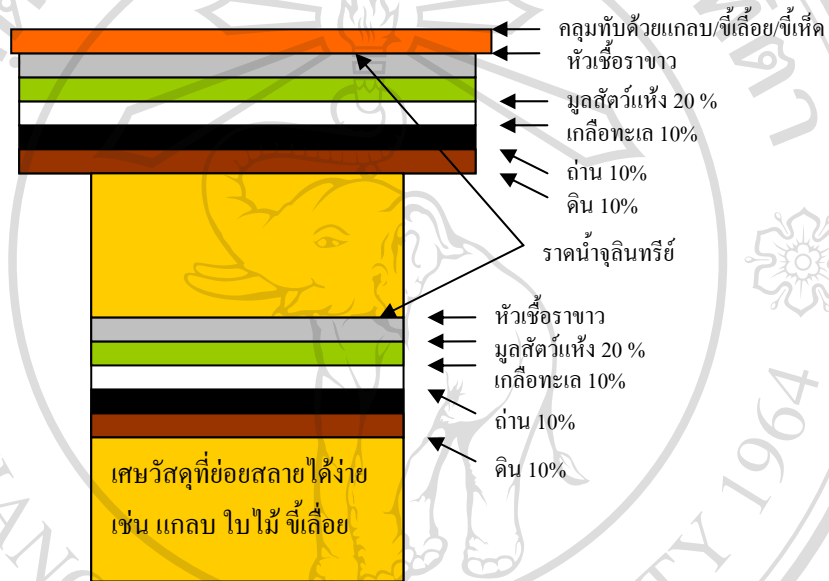 คลุมทับด้วยแกลบ/ขี้เลื้อย/ขี้เห็ด
หัวเชื้อราขาว
มูลสัตว์แห้ง 20 %
เกลือทะเล 10%
ถ่าน 10%
ดิน 10%
ราดน้ำจุลินทรีย์
หัวเชื้อราขาว
มูลสัตว์แห้ง 20 %
เกลือทะเล 10%
ถ่าน 10%
ดิน 10%
เศษวัสดุที่ย่อยสลายได้ง่าย
เช่น แกลบ ใบไม้ ขี้เลื่อย
1964